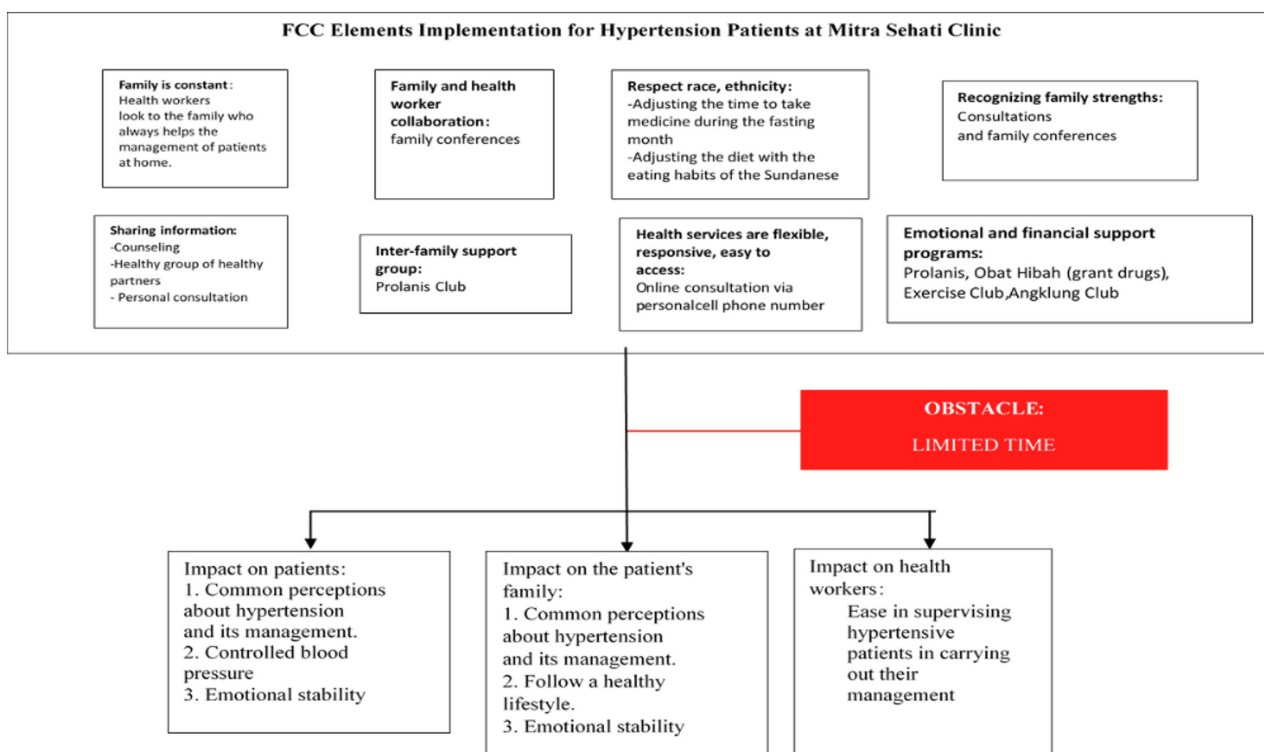 FCC Elements Implementation for Hypertension Patients at Mitra Sehati Clinic
Family is constant:
Health workers
look to the family who
always helps the
management of patients
at home.
Family and health
worker
collaboration:
family conferences
Respect race, ethnicity:
-Adjusting the time to take
medicine during the fasting
month
-Adjusting the diet with the
eating habits of the Sundanese
Recognizing family strengths:
Consultations
and family conferences
Sharing information:
-Counseling
-Healthy group of healthy
partners
- Personal consultation
Inter-family support
group:
Prolanis Club
Health services are flexible,
responsive, easy to
access:
Online consultation via
personalcell phone number
Emotional and financial support
programs:
Prolanis, Obat Hibah (grant drugs),
Exercise Club,Angklung Club
OBSTACLE:
LIMITED TIME
Impact on patients:
1. Common perceptions
about hypertension
and its management.
2. Controlled blood
pressure
3. Emotional stability
Impact on the patient's
family:
1. Common perceptions
about hypertension
and its management.
2. Follow a healthy
lifestyle.
3. Emotional stability
Impact on health
workers:
Ease in supervising
hypertensive
patients in carrying
out their
management